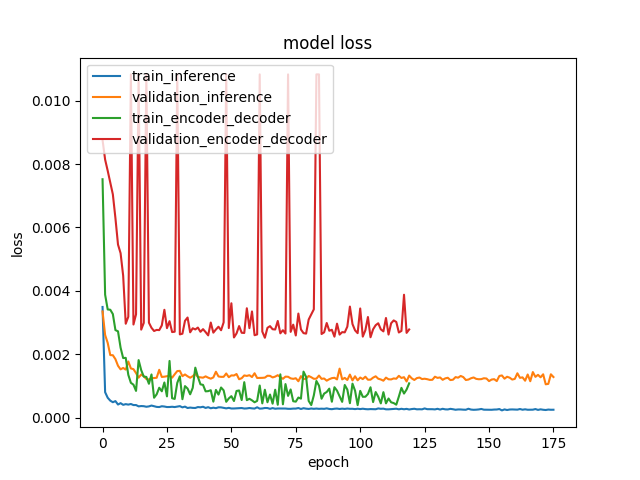 model loss
train_inference
validation_inference
train_encoder_decoder
validation_encoder_decoder
loss
0.010
0.008
0.006
0.004
0.002
0.000
0 25 50 75 100 125 150 175
epoch